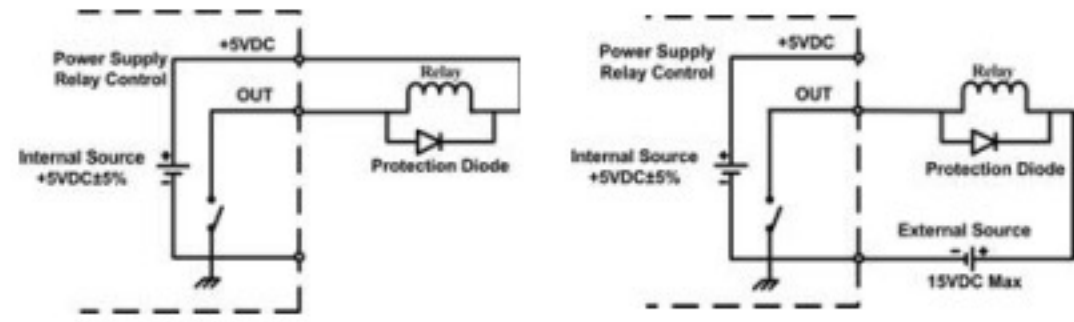 +5VDC
Power Supply
Relay Control
Relay
OUT
Protection Diode
+
Internal Source
+5VDC±5%
-
+5VDC
Power Supply
Relay Control
Relay
OUT
Protection Diode
+
Internal Source
+5VDC±5%
-
External Source
- +
15VDC Max